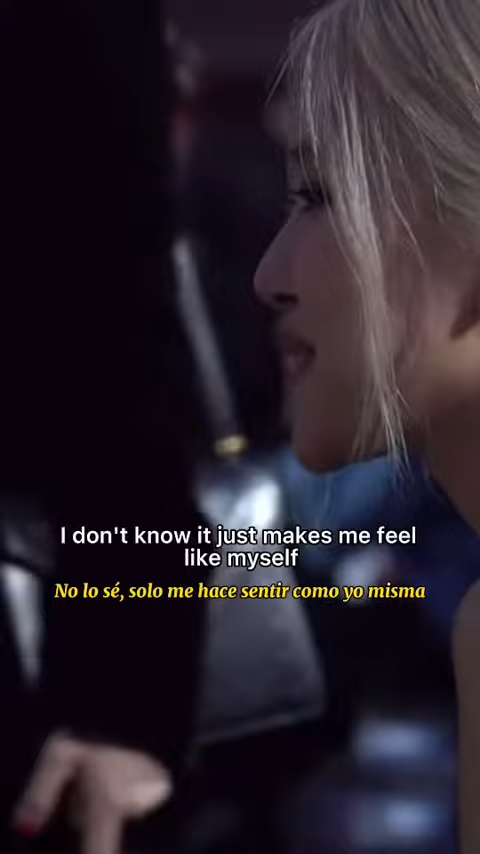 I don't know it just makes me feel
like myself
No lo sé, solo me hace sentir como yo misma